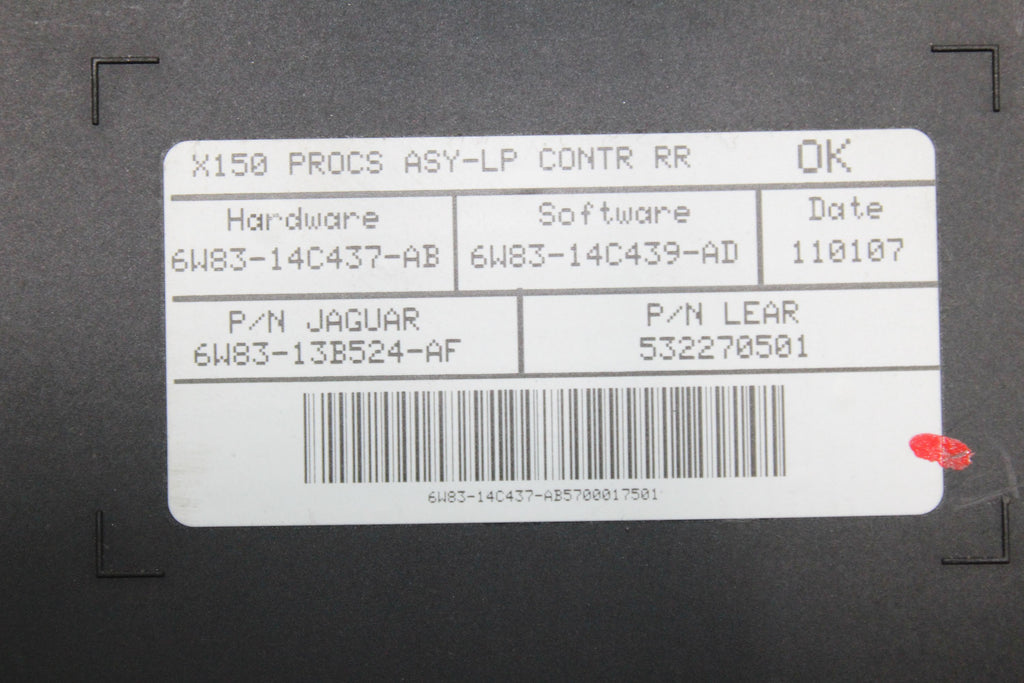 X150 PROCS ASY-LP CONTR RR OK
Hardware Software Date
6W83-14C437-AB 6W83-14C439-AD 110107
P/N JAGUAR P/N LEAR
6W83-13B524-AF 532270501
6W83-14C437-AB5700017501